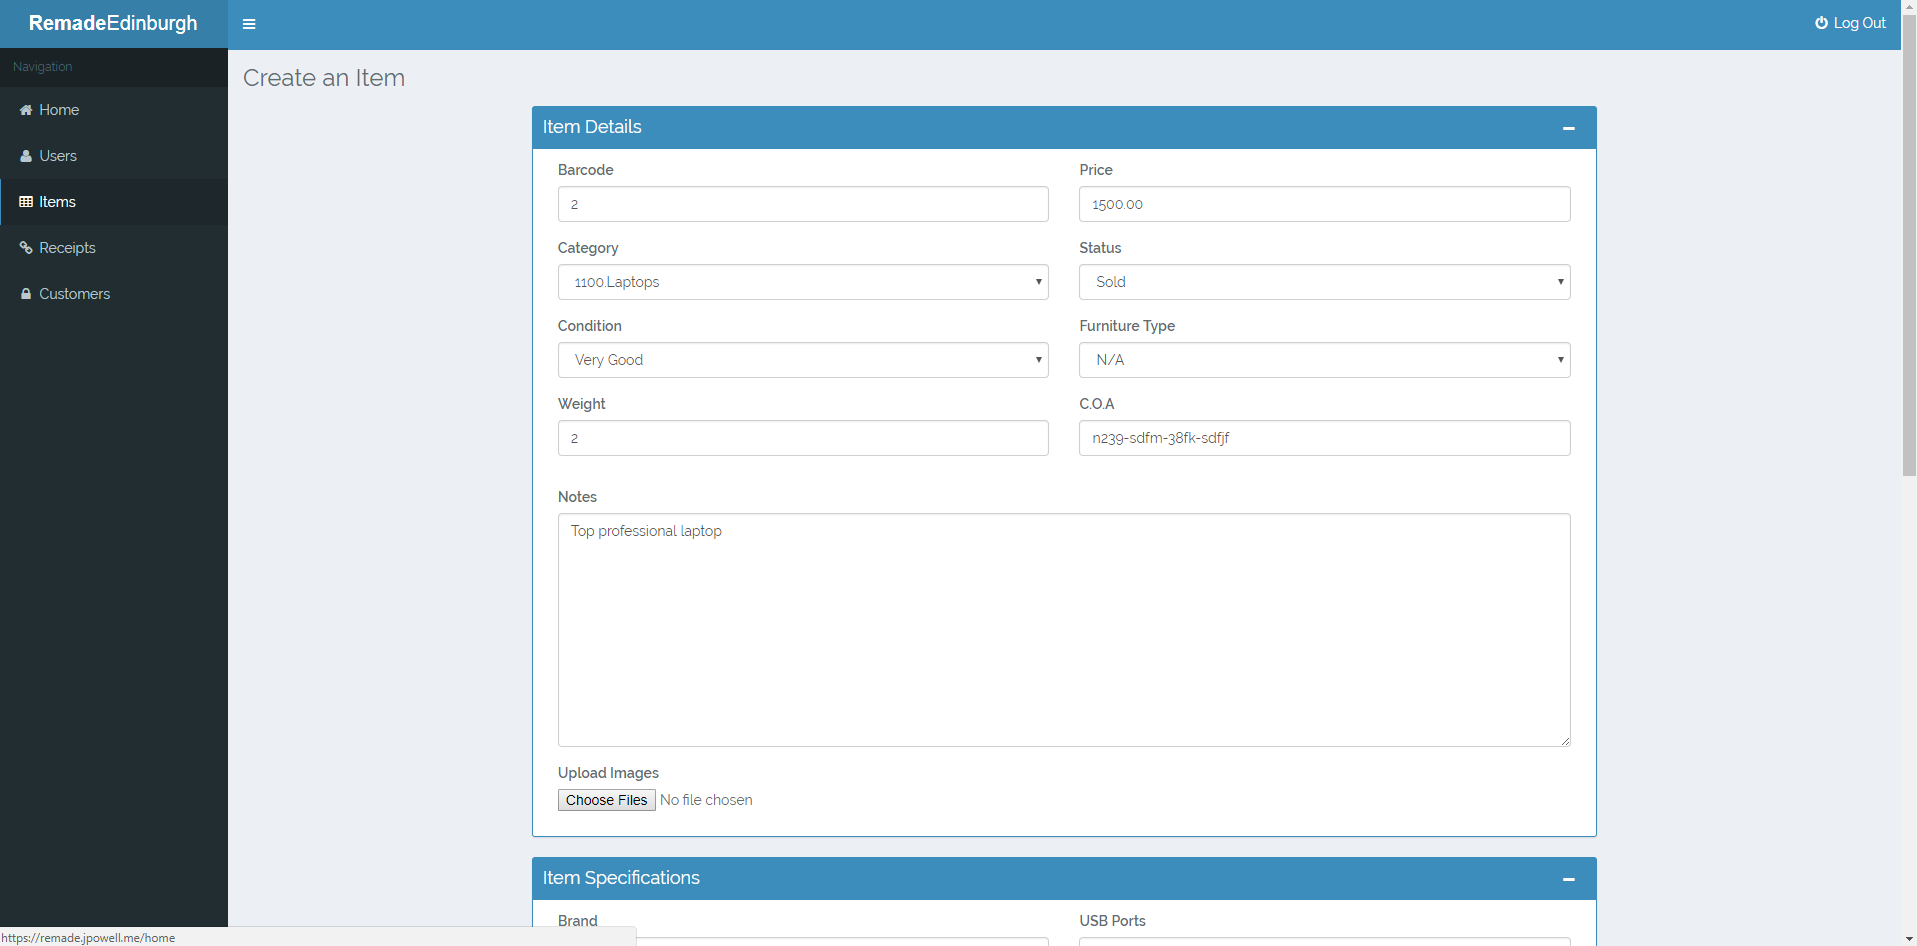 RemadeEdinburgh
Log Out
Navigation
Home
Users
Items
Receipts
Customers
Create an Item
Item Details
Barcode
Price
2
1500.00
Category
Status
1100.Laptops
Sold
Condition
Furniture Type
Very Good
N/A
Weight
C.O.A
2
n239-sdfm-38fk-sdfjf
Notes
Top professional laptop
Upload Images
Choose Files No file chosen
Item Specifications
Brand
USB Ports
https://remade.jpowell.me/home